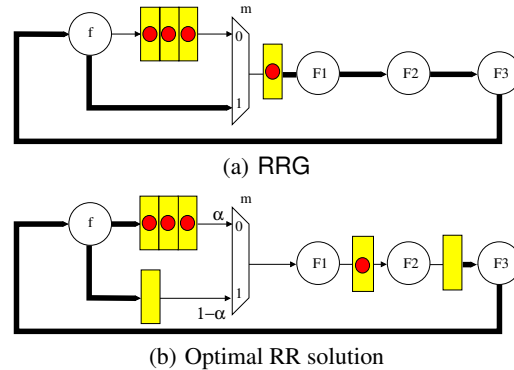 m
f
0
1
F1
F2
F3
(a) RRG
m
f
α
0
F1
F2
F3
1
1−α
(b) Optimal RR solution